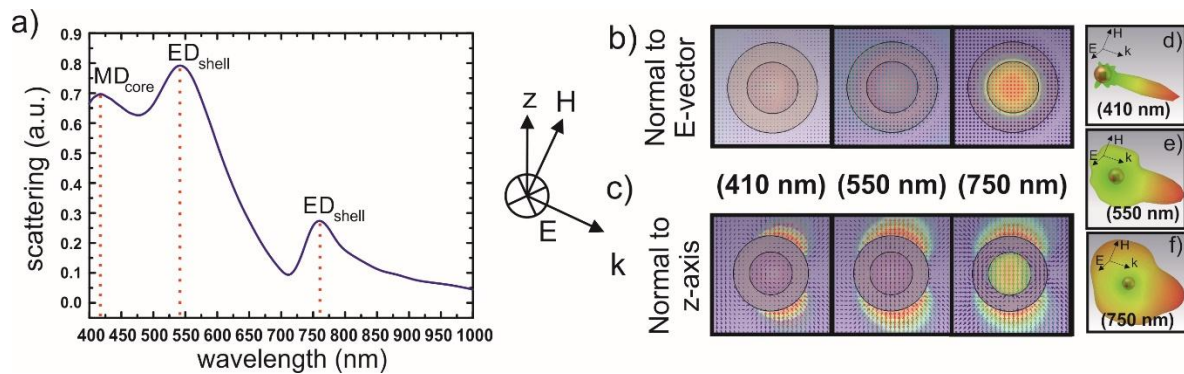 a)
scattering (a.u.)
0.9
0.8
0.7
0.6
0.5
0.4
0.3
0.2
0.1
0.0
MDcore
EDshell
EDshell
400 450 500 550 600 650 700 750 800 850 900 950 1000
wavelength (nm)
z
H
E
k
b)
Normal to
E-vector
(410 nm) (550 nm) (750 nm)
c)
Normal to
z-axis
d)
H
E
k
(410 nm)
e)
H
E
k
(550 nm)
f)
H
E
k
(750 nm)